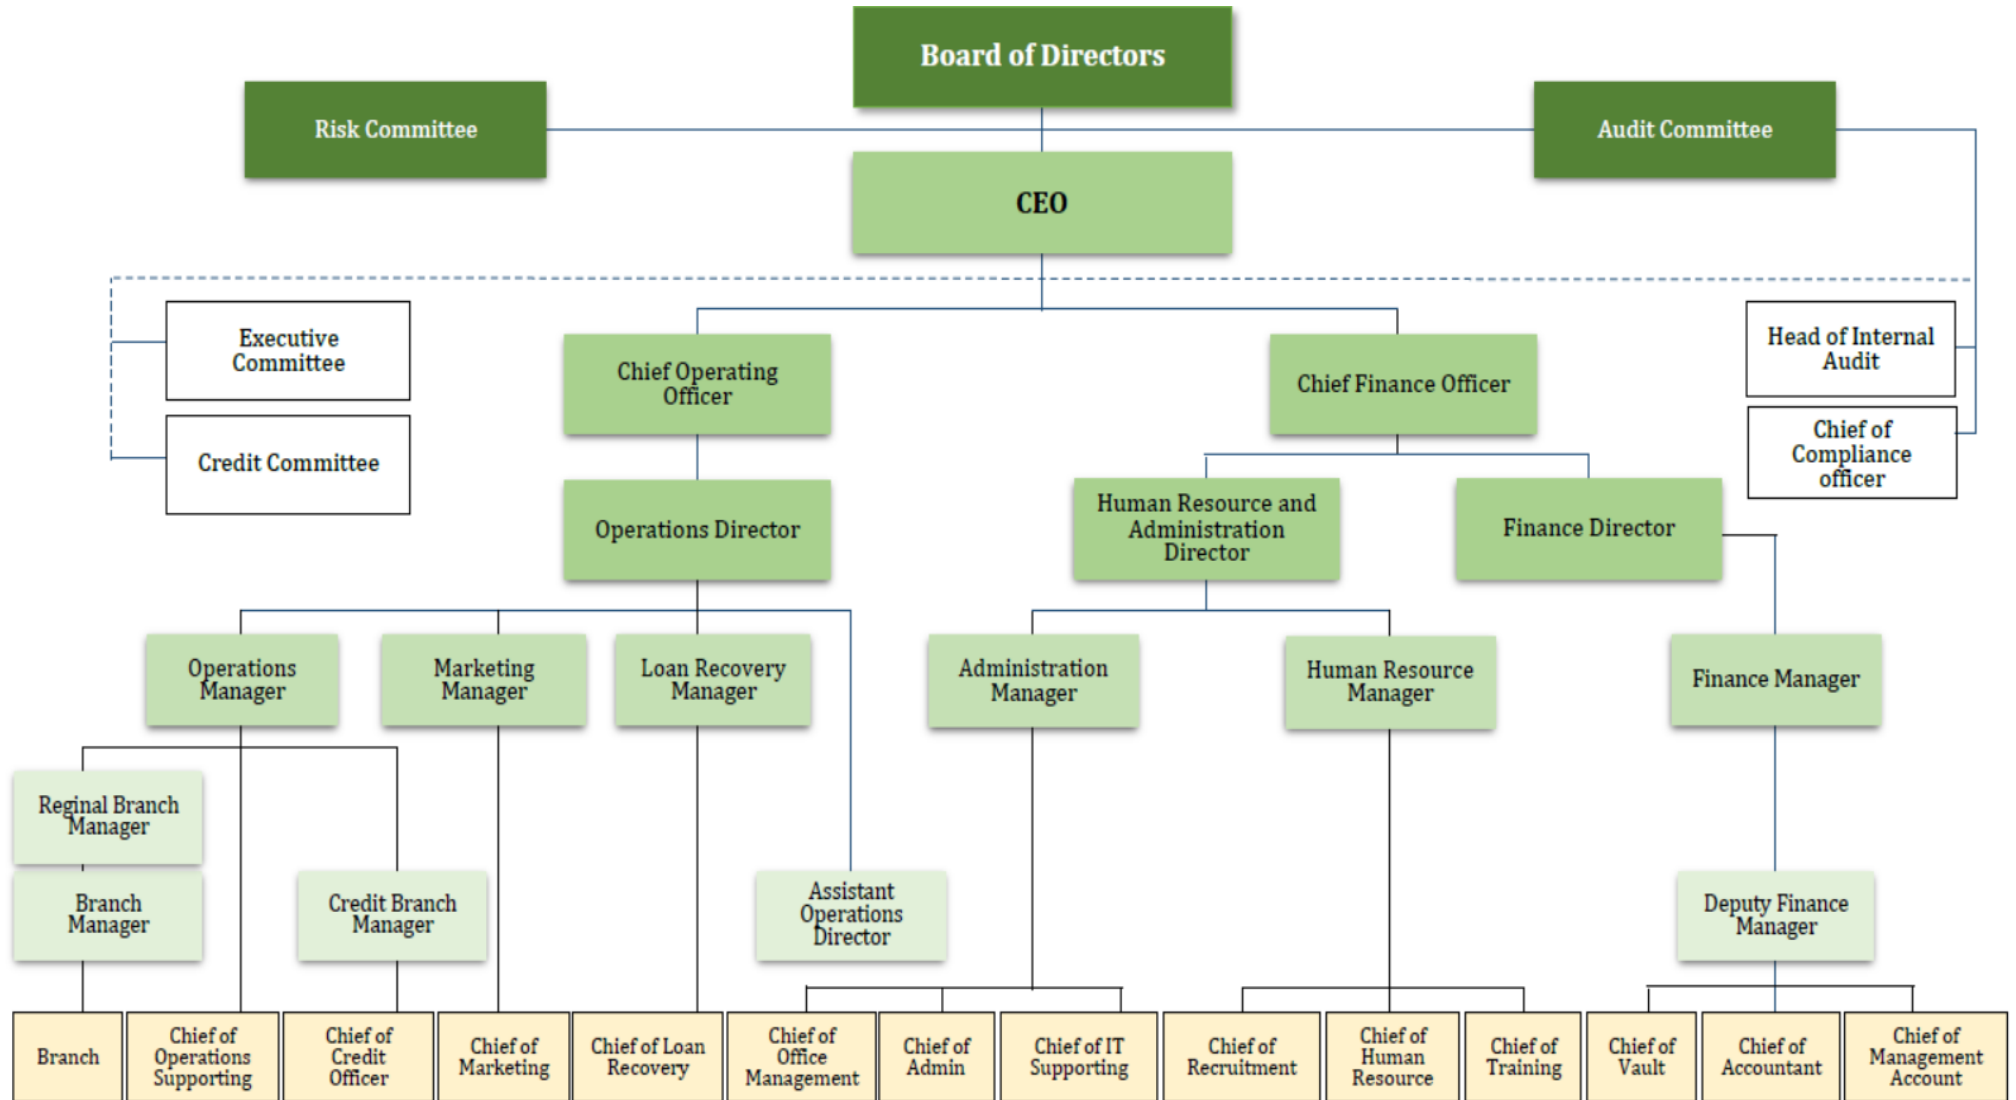 Board of Directors
Risk Committee
Audit Committee
CEO
Executive
Committee
Credit Committee
Chief Operating
Officer
Chief Finance Officer
Head of Internal
Audit
Chief of
Compliance
officer
Operations Director
Human Resource and
Administration
Director
Finance Director
Operations
Manager
Marketing
Manager
Loan Recovery
Manager
Administration
Manager
Human Resource
Manager
Finance Manager
Reginal Branch
Manager
Branch
Manager
Credit Branch
Manager
Assistant
Operations
Director
Deputy Finance
Manager
Branch
Chief of
Operations
Supporting
Chief of
Credit
Officer
Chief of
Marketing
Chief of Loan
Recovery
Chief of
Office
Management
Chief of
Admin
Chief of IT
Supporting
Chief of
Recruitment
Chief of
Human
Resource
Chief of
Training
Chief of
Vault
Chief of
Accountant
Chief of
Management
Account